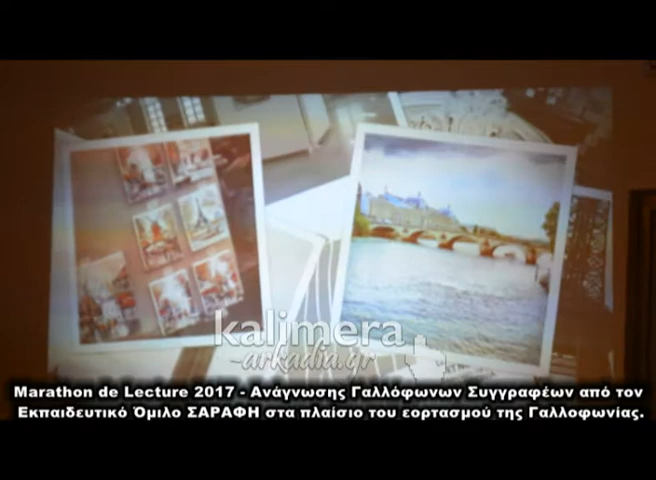 kalimera
-arkadia.gr
Marathon de Lecture 2017 - Ανάγνωσης Γαλλόφωνων Συγγραφέων από τον
Εκπαιδευτικό Όμιλο ΣΑΡΑΦΗ στα πλαίσιο του εορτασμού της Γαλλοφωνίας.